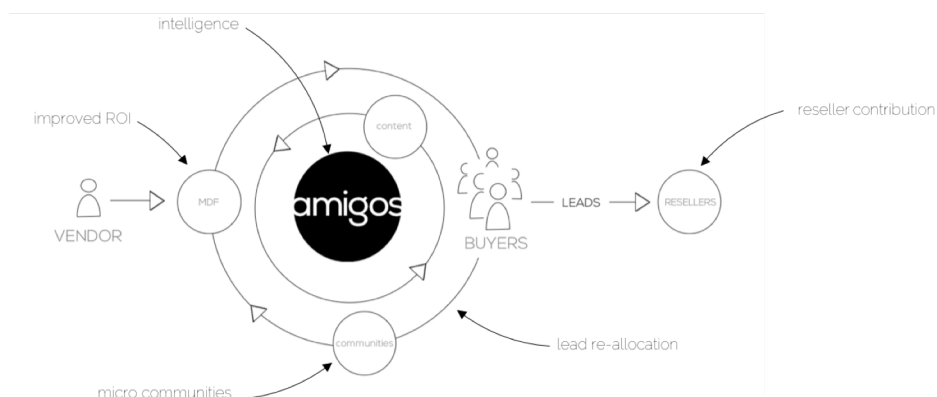 intelligence
improved ROI
reseller contribution
content
MDF
amigos
LEADS
RESELLERS
VENDOR
BUYERS
communities
lead re-allocation
micro communities